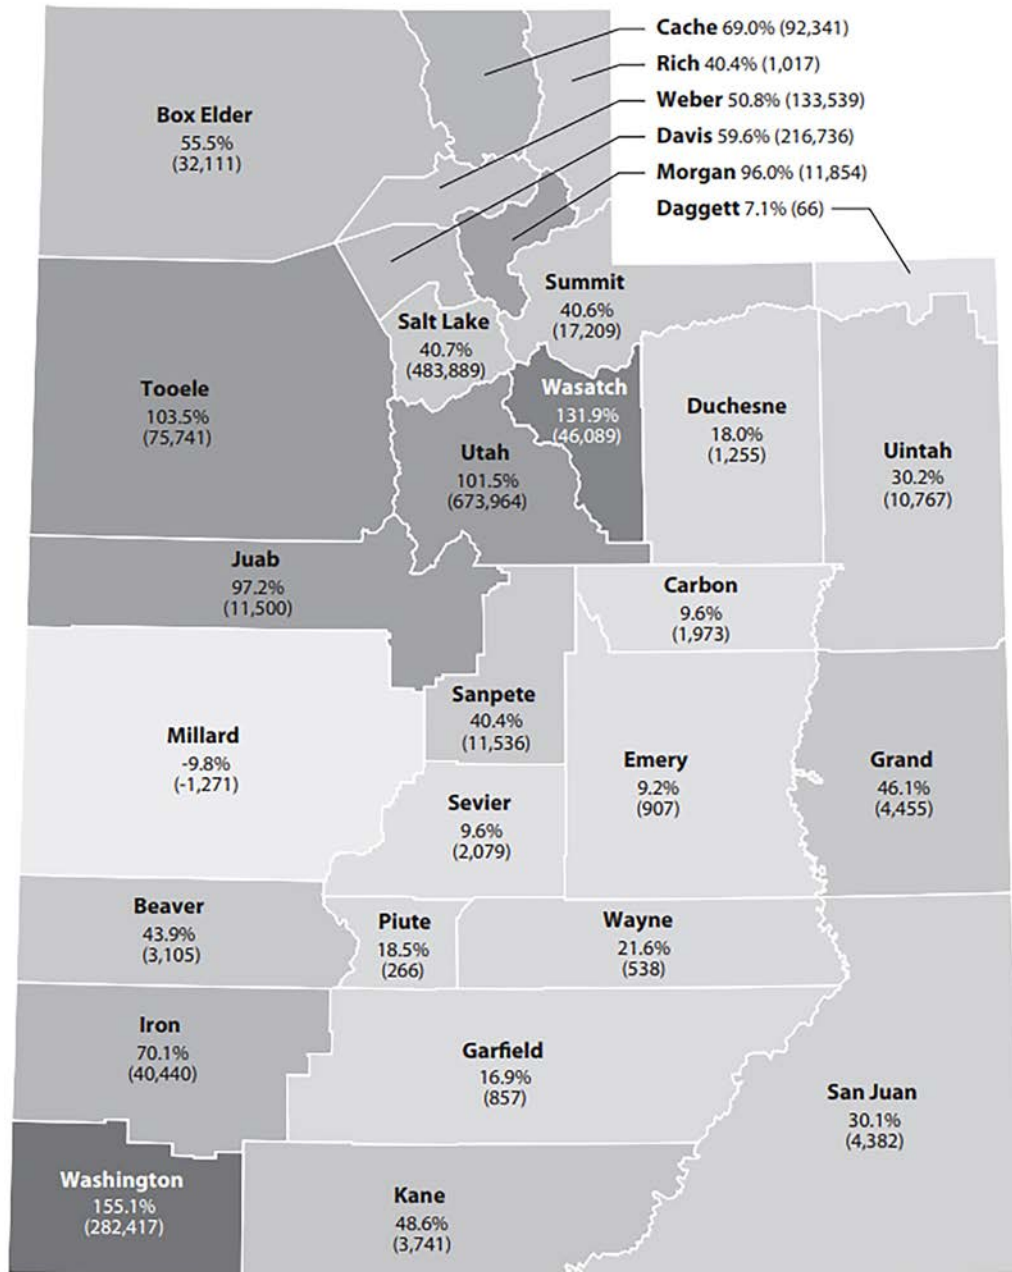 Cache 69.0% (92,341)
Rich 40.4% (1,017)
Weber 50.8% (133,539)
Davis 59.6% (216,736)
Morgan 96.0% (11,854)
Daggett 7.1% (66)
Box Elder
55.5%
(32,111)
Summit
40.6%
(17,209)
Salt Lake
40.7%
(483,889)
Tooele
103.5%
(75,741)
Wasatch
131.9%
(46,089)
Duchesne
18.0%
(1,255)
Uintah
30.2%
(10,767)
Utah
101.5%
(673,964)
Juab
97.2%
(11,500)
Carbon
9.6%
(1,973)
Sanpete
40.4%
(11,536)
Millard
-9.8%
(-1,271)
Emery
9.2%
(907)
Grand
46.1%
(4,455)
Sevier
9.6%
(2,079)
Beaver
43.9%
(3,105)
Piute
18.5%
(266)
Wayne
21.6%
(538)
Iron
70.1%
(40,440)
Garfield
16.9%
(857)
San Juan
30.1%
(4,382)
Washington
155.1%
(282,417)
Kane
48.6%
(3,741)